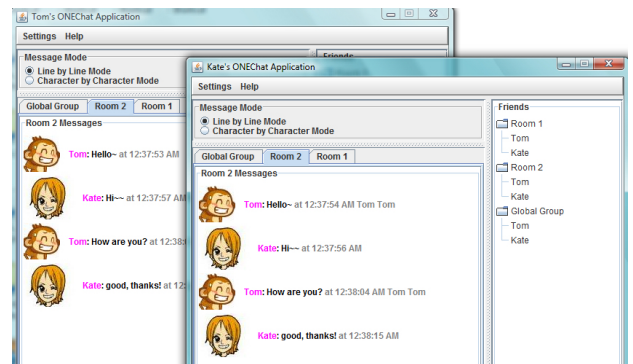 Tom's ONEChat Application
Settings Help
Message Mode
Line by Line Mode
Character by Character Mode
Friends
Global Group Room 2 Room 1
Room 2 Messages
Tom: Hello~ at 12:37:53 AM
Kate: Hi~~ at 12:37:57 AM
Tom: How are you? at 12:38:
Kate: good, thanks! at 12:
Kate's ONEChat Application
Settings Help
Message Mode
Line by Line Mode
Character by Character Mode
Global Group Room 2 Room 1
Room 2 Messages
Tom: Hello~ at 12:37:54 AM Tom Tom
Kate: Hi~~ at 12:37:56 AM
Tom: How are you? at 12:38:04 AM Tom Tom
Kate: good, thanks! at 12:38:15 AM
Friends
Room 1
Tom
Kate
Room 2
Tom
Kate
Global Group
Tom
Kate